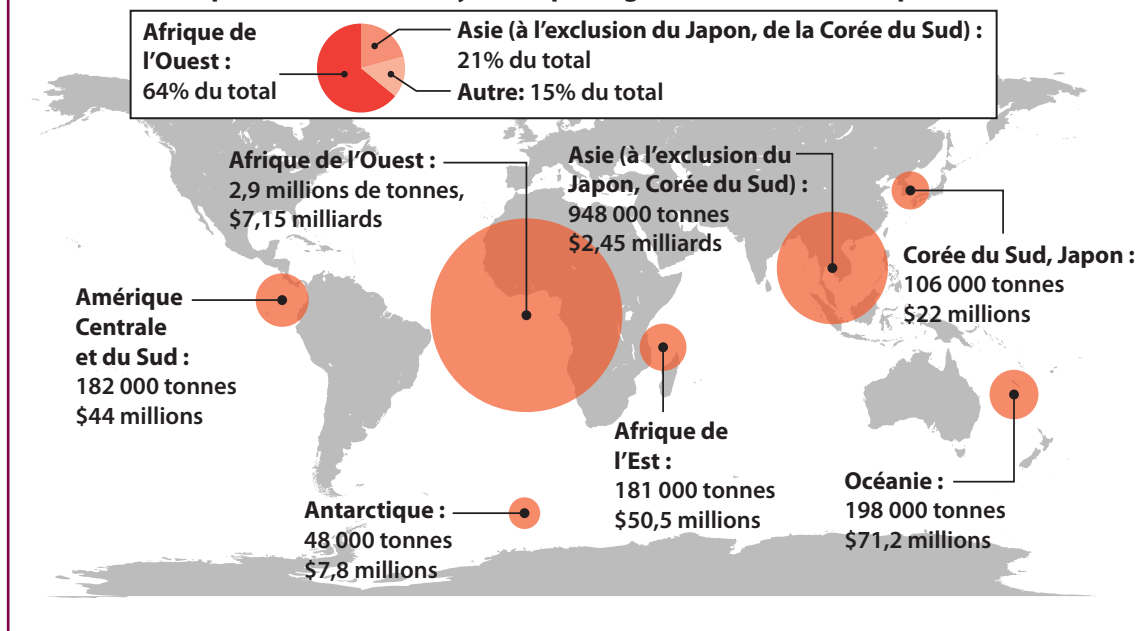 Afrique de
l'Ouest :
64% du total
Asie (à l'exclusion du Japon, de la Corée du Sud) :
21% du total
Autre: 15% du total
Afrique de l'Ouest :
2,9 millions de tonnes,
$7,15 milliards
Asie (à l'exclusion du
Japon, Corée du Sud) :
948 000 tonnes
$2,45 milliards
Corée du Sud, Japon :
106 000 tonnes
$22 millions
Amérique
Centrale
et du Sud :
182 000 tonnes
$44 millions
Afrique de
l'Est :
181 000 tonnes
$50,5 millions
Océanie :
198 000 tonnes
$71,2 millions
Antarctique :
48 000 tonnes
$7,8 millions